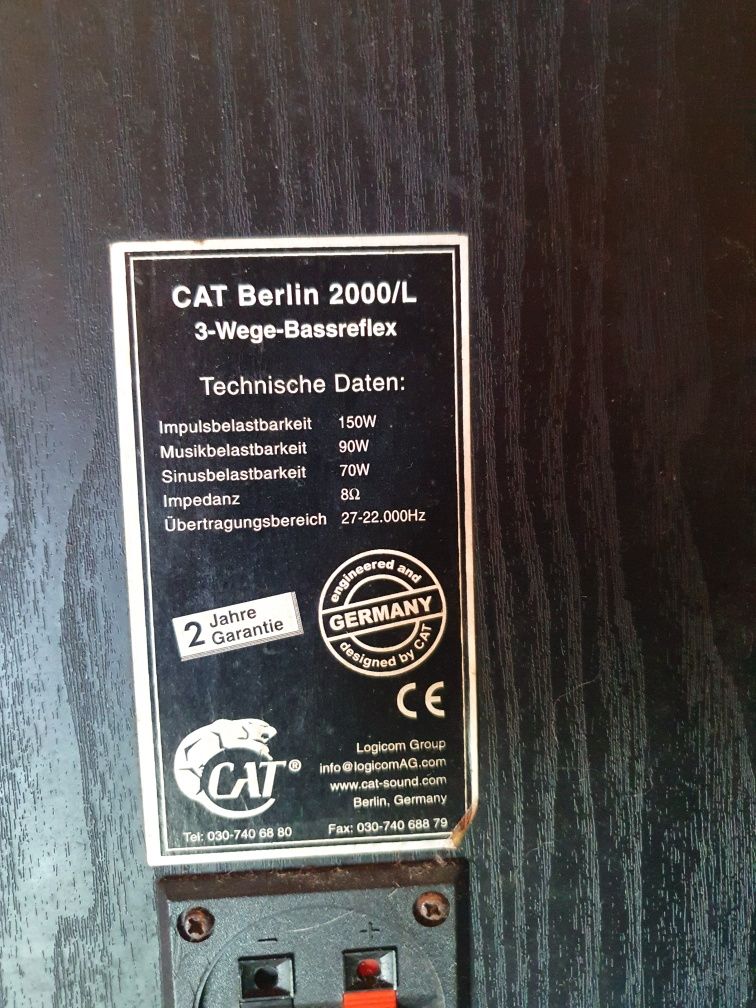 CAT Berlin 2000/L
3-Wege-Bassreflex
Technische Daten:
Impulsbelastbarkeit 150W
Musikbelastbarkeit 90W
Sinusbelastbarkeit 70W
Impedanz 8Ω
Übertragungsbereich 27-22.000Hz
2 Jahre
Garantie
engineered and
GERMANY
designed by CAT
CE
CAT®
Logicom Group
info@logicomAG.com
www.cat-sound.com
Berlin, Germany
Tel: 030-740 68 80 Fax: 030-740 688 79
- +